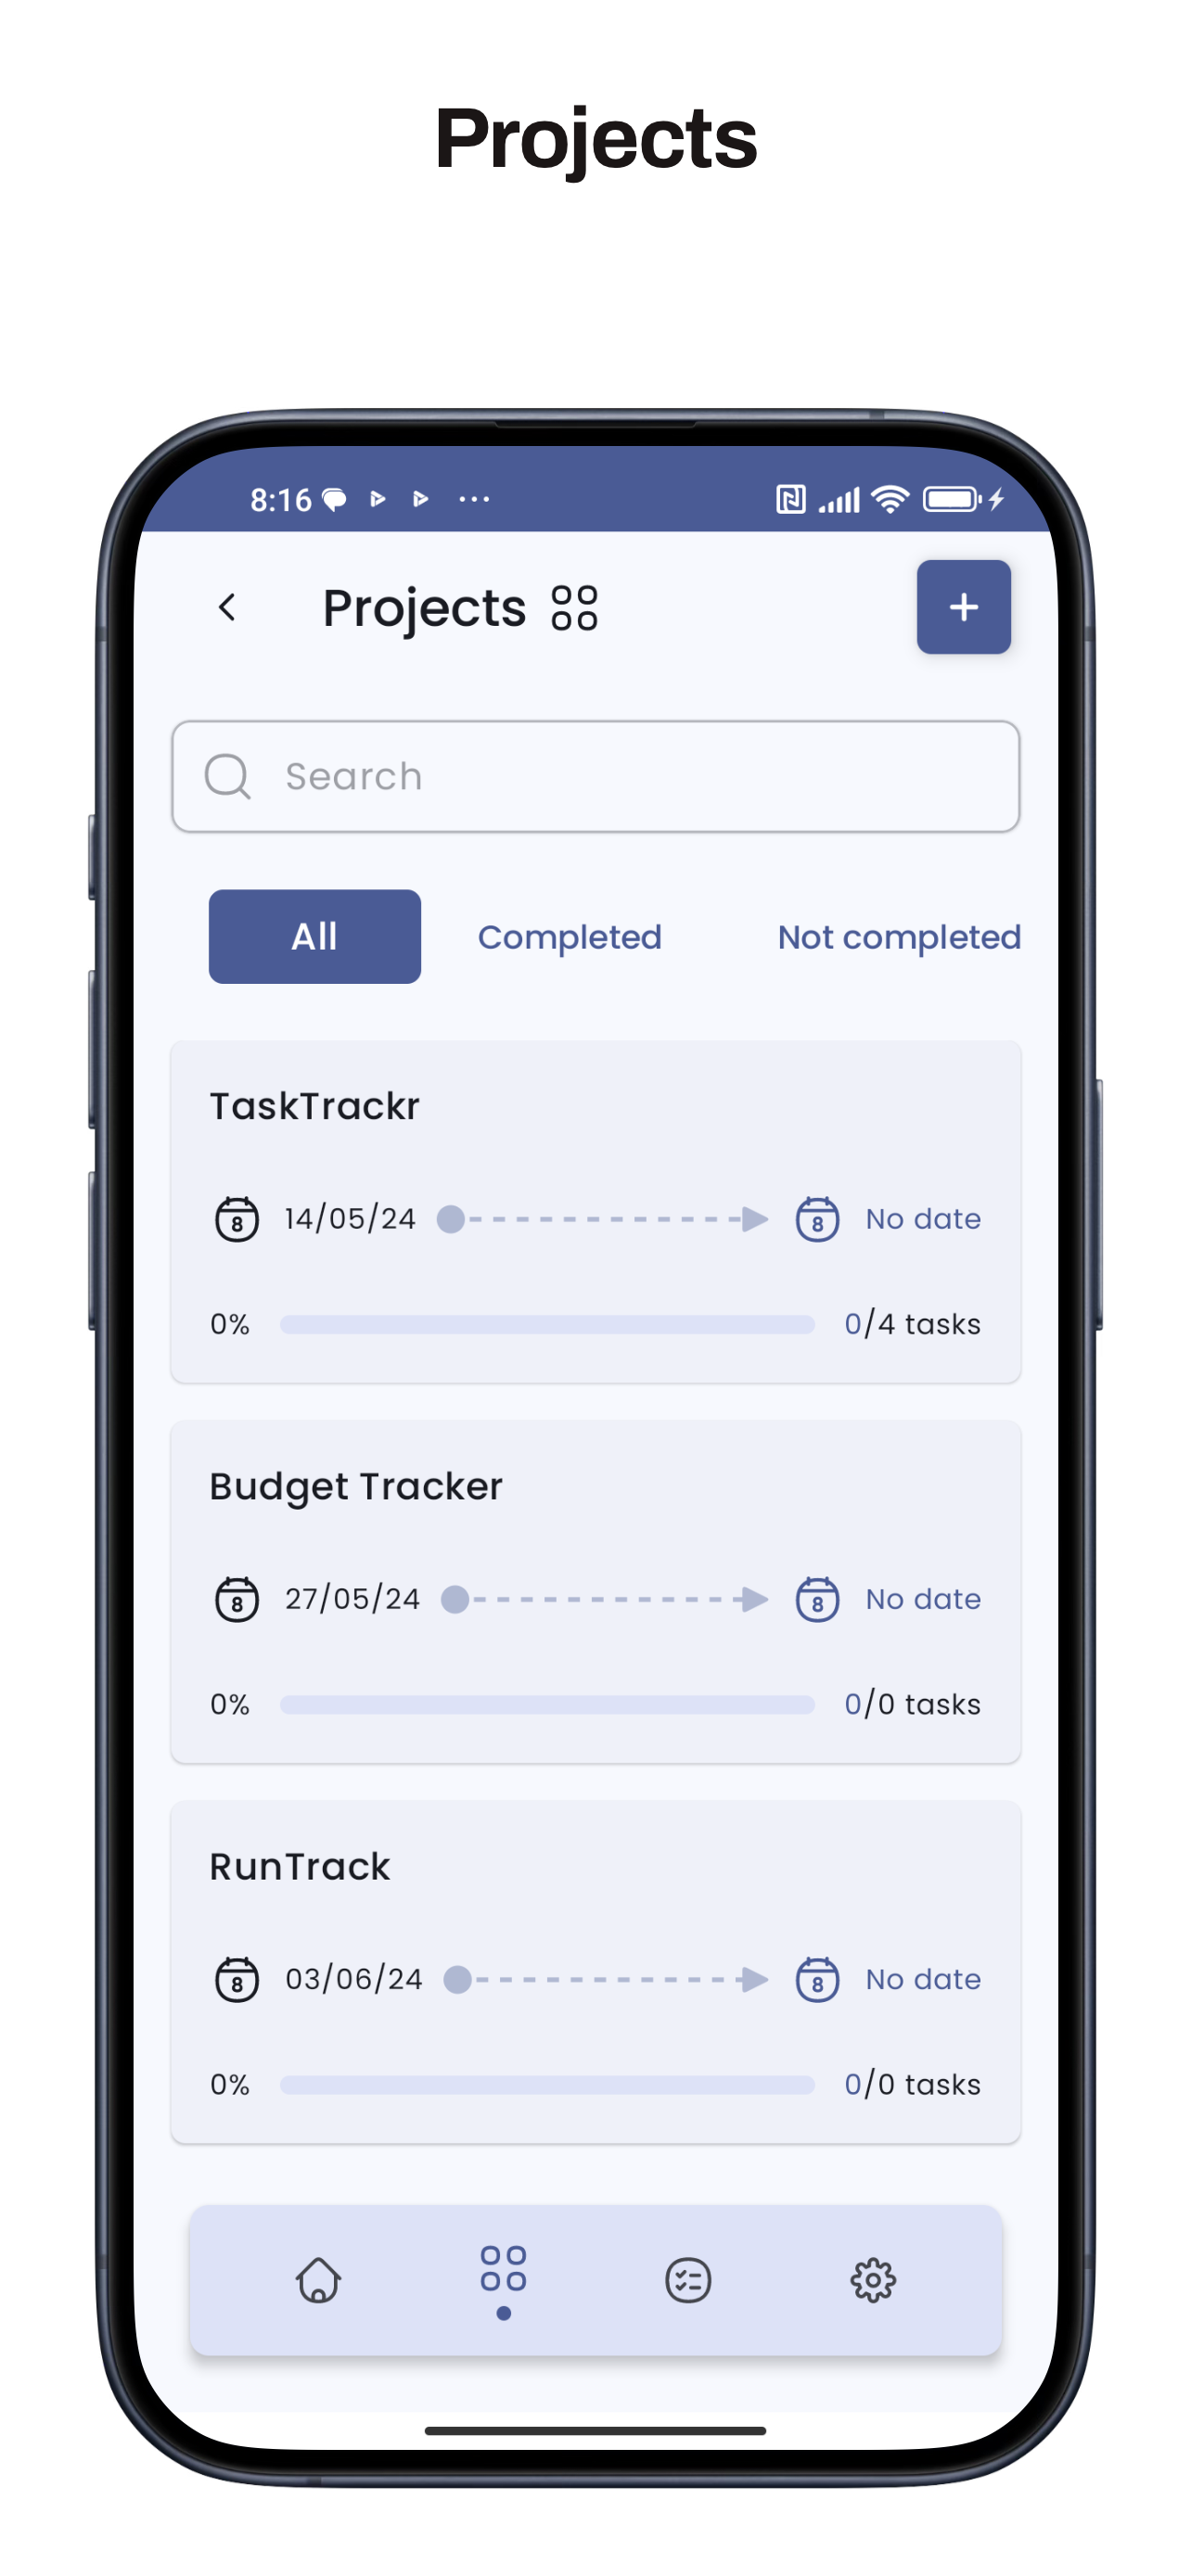 Projects
8:16
Projects
Search
All Completed Not completed
TaskTrackr
8 14/05/24 8 No date
0% 0/4 tasks
Budget Tracker
8 27/05/24 8 No date
0% 0/0 tasks
RunTrack
8 03/06/24 8 No date
0% 0/0 tasks